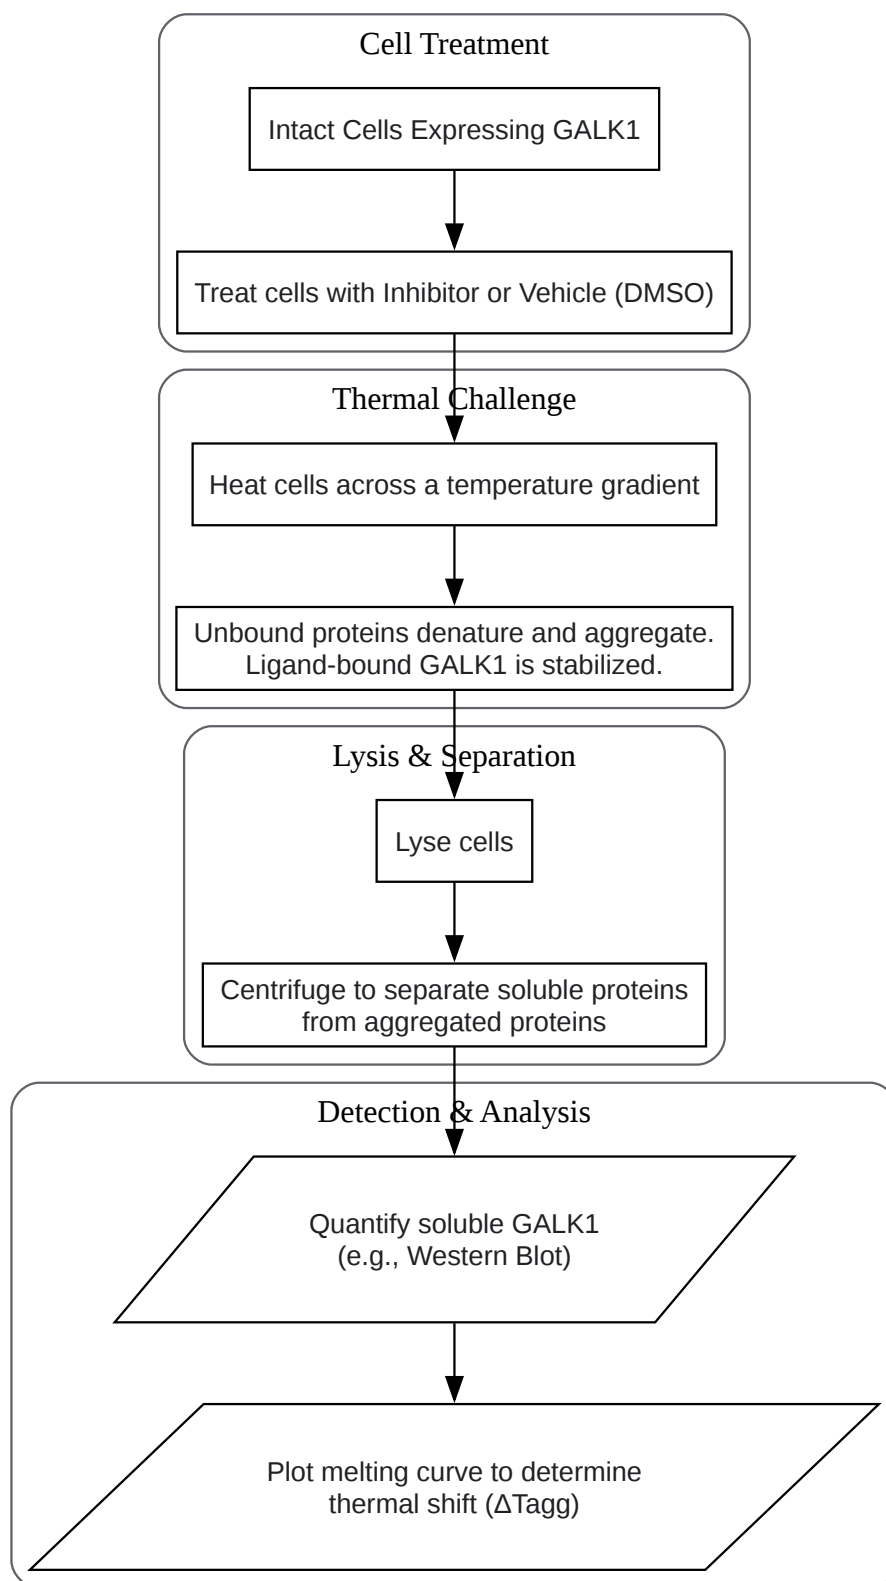 Cell Treatment
Intact Cells Expressing GALK1
Treat cells with Inhibitor or Vehicle (DMSO)
Thermal Challenge
Heat cells across a temperature gradient
Unbound proteins denature and aggregate.
Ligand-bound GALK1 is stabilized.
Lysis & Separation
Lyse cells
Centrifuge to separate soluble proteins
from aggregated proteins
Detection & Analysis
Quantify soluble GALK1
(e.g., Western Blot)
Plot melting curve to determine
thermal shift (ΔTagg)